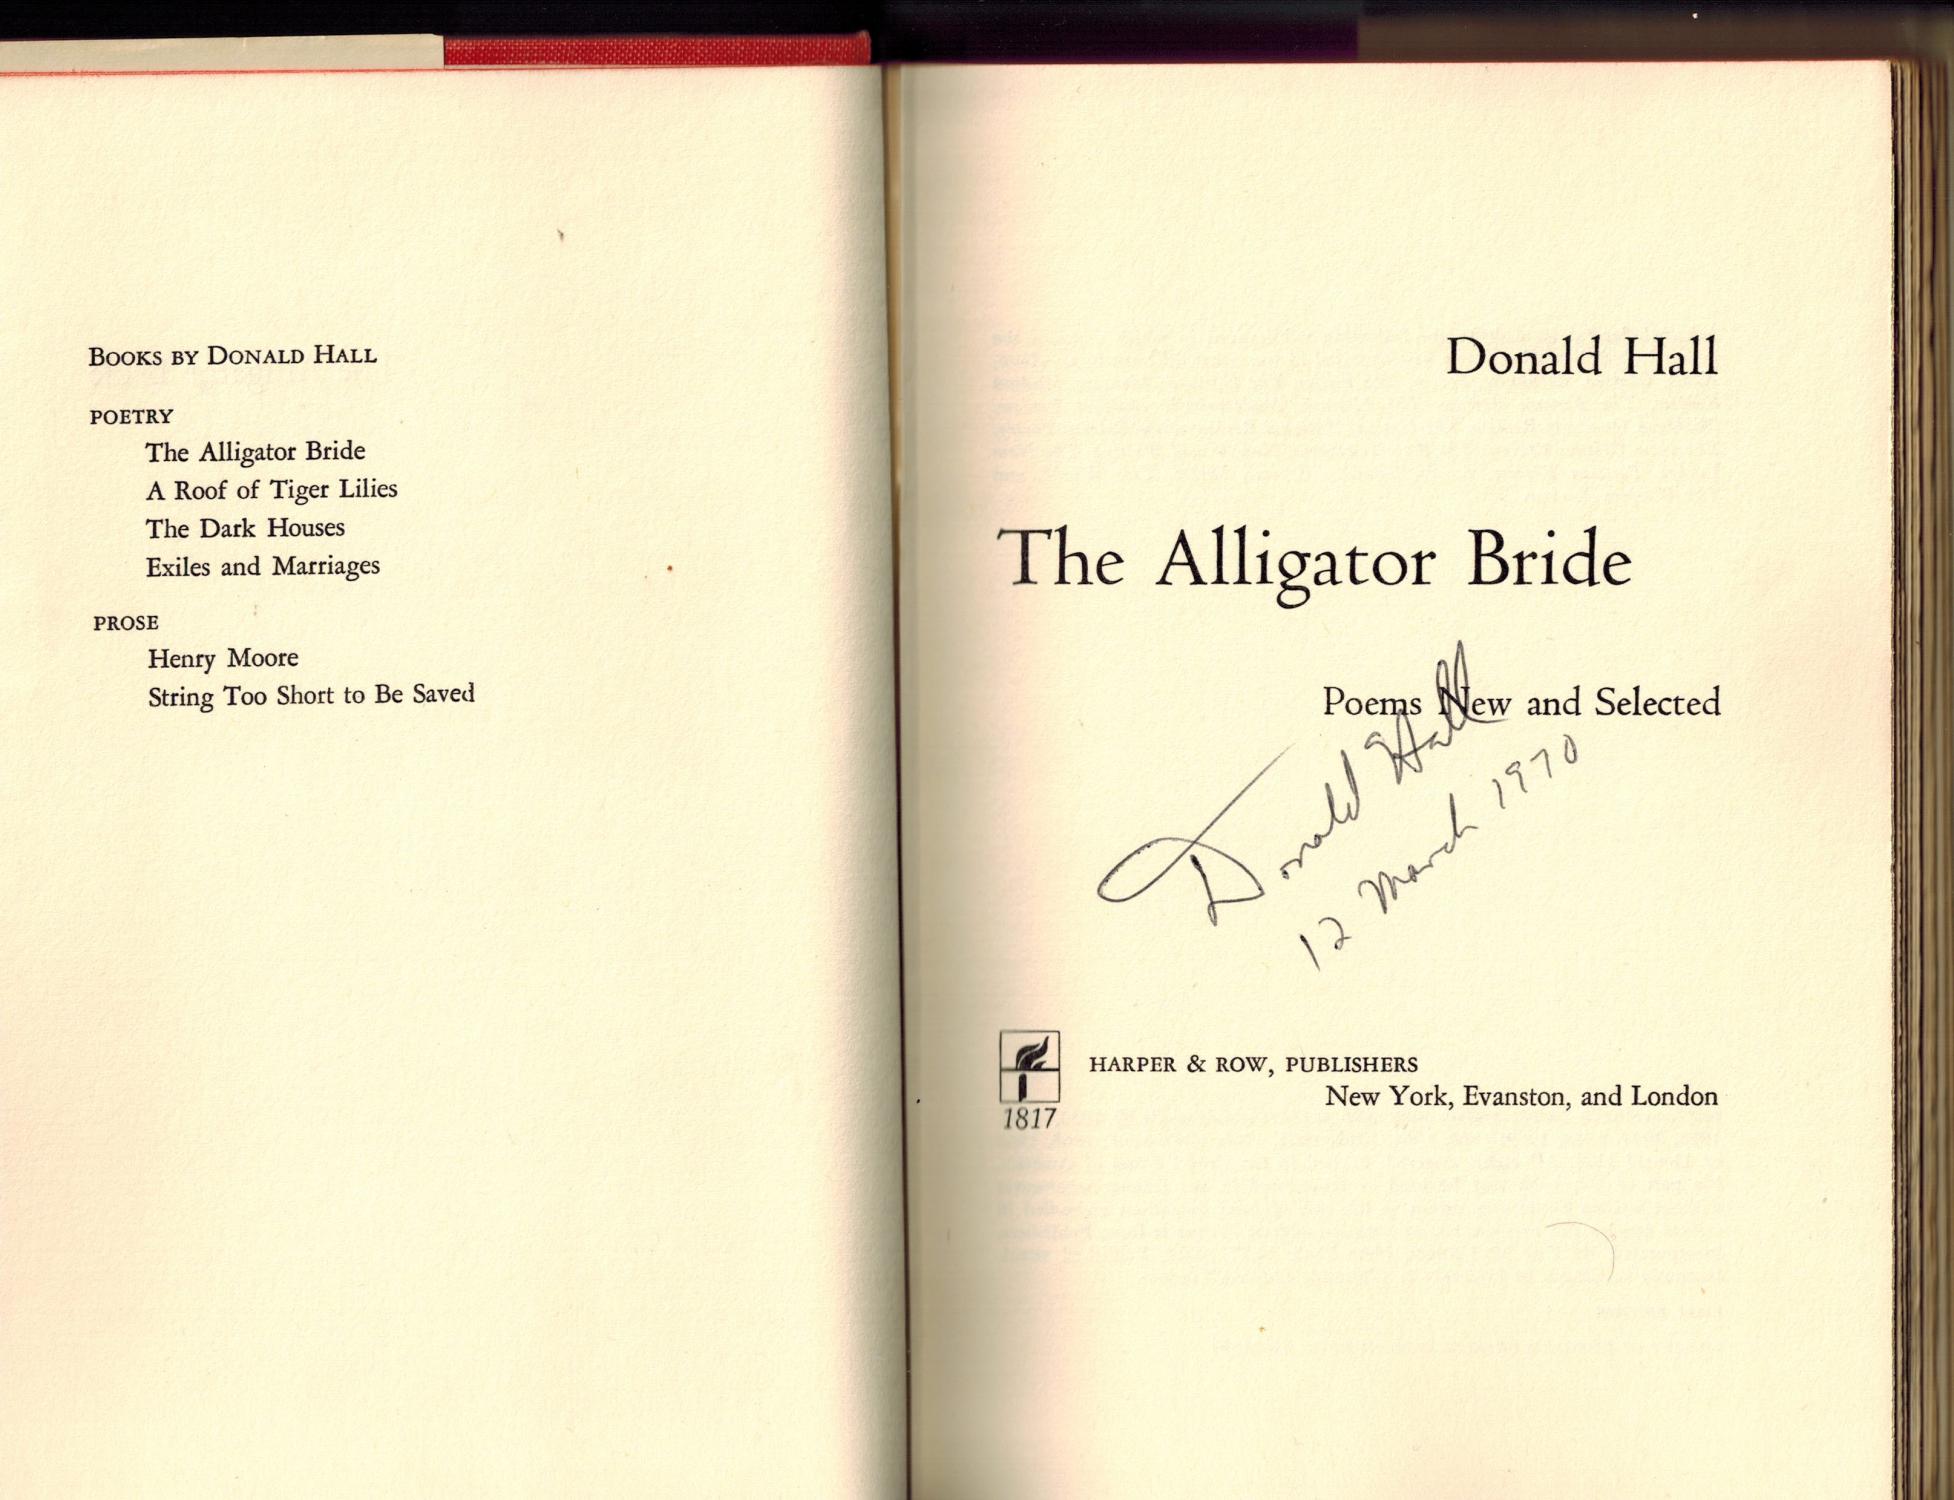 BOOKS BY DONALD HALL
POETRY
The Alligator Bride
A Roof of Tiger Lilies
The Dark Houses
Exiles and Marriages
PROSE
Henry Moore
String Too Short to Be Saved
Donald Hall
The Alligator Bride
Poems New and Selected
Donald Hall
12 March 1970
1817
HARPER & ROW, PUBLISHERS
New York, Evanston, and London